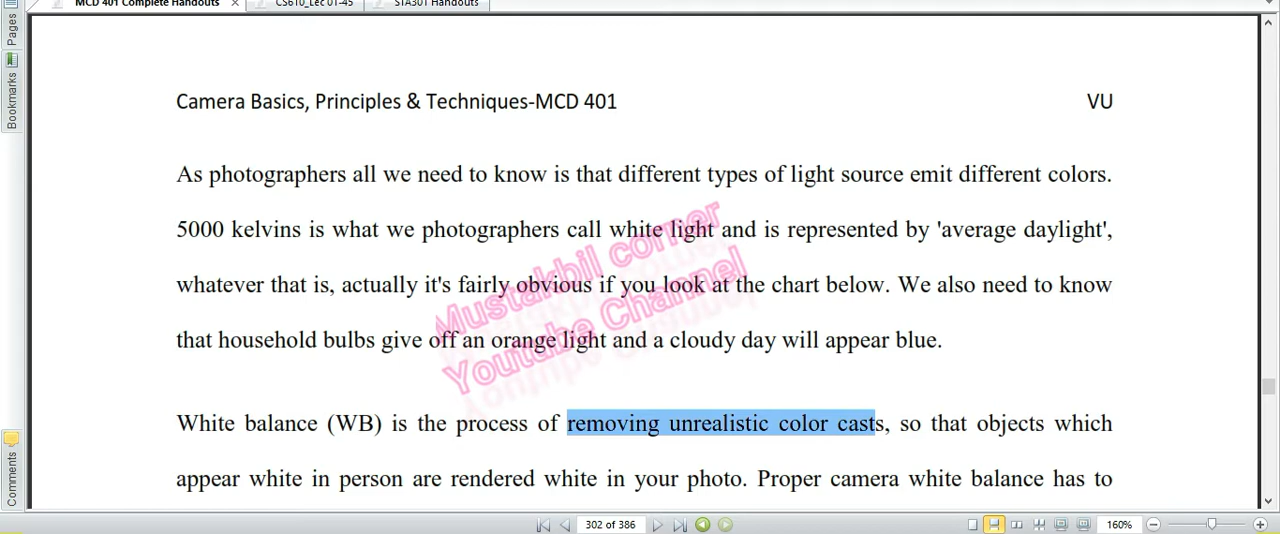 MCD 401 Complete Handouts
CS610_Lec 01-45
STA301 Handouts
Pages
Bookmarks
Comments
Camera Basics, Principles & Techniques-MCD 401 VU
As photographers all we need to know is that different types of light source emit different colors.
5000 kelvins is what we photographers call white light and is represented by 'average daylight',
whatever that is, actually it's fairly obvious if you look at the chart below. We also need to know
that household bulbs give off an orange light and a cloudy day will appear blue.
Mustakbil corner
Youtube Channel
White balance (WB) is the process of removing unrealistic color casts, so that objects which
appear white in person are rendered white in your photo. Proper camera white balance has to
302 of 386
160%